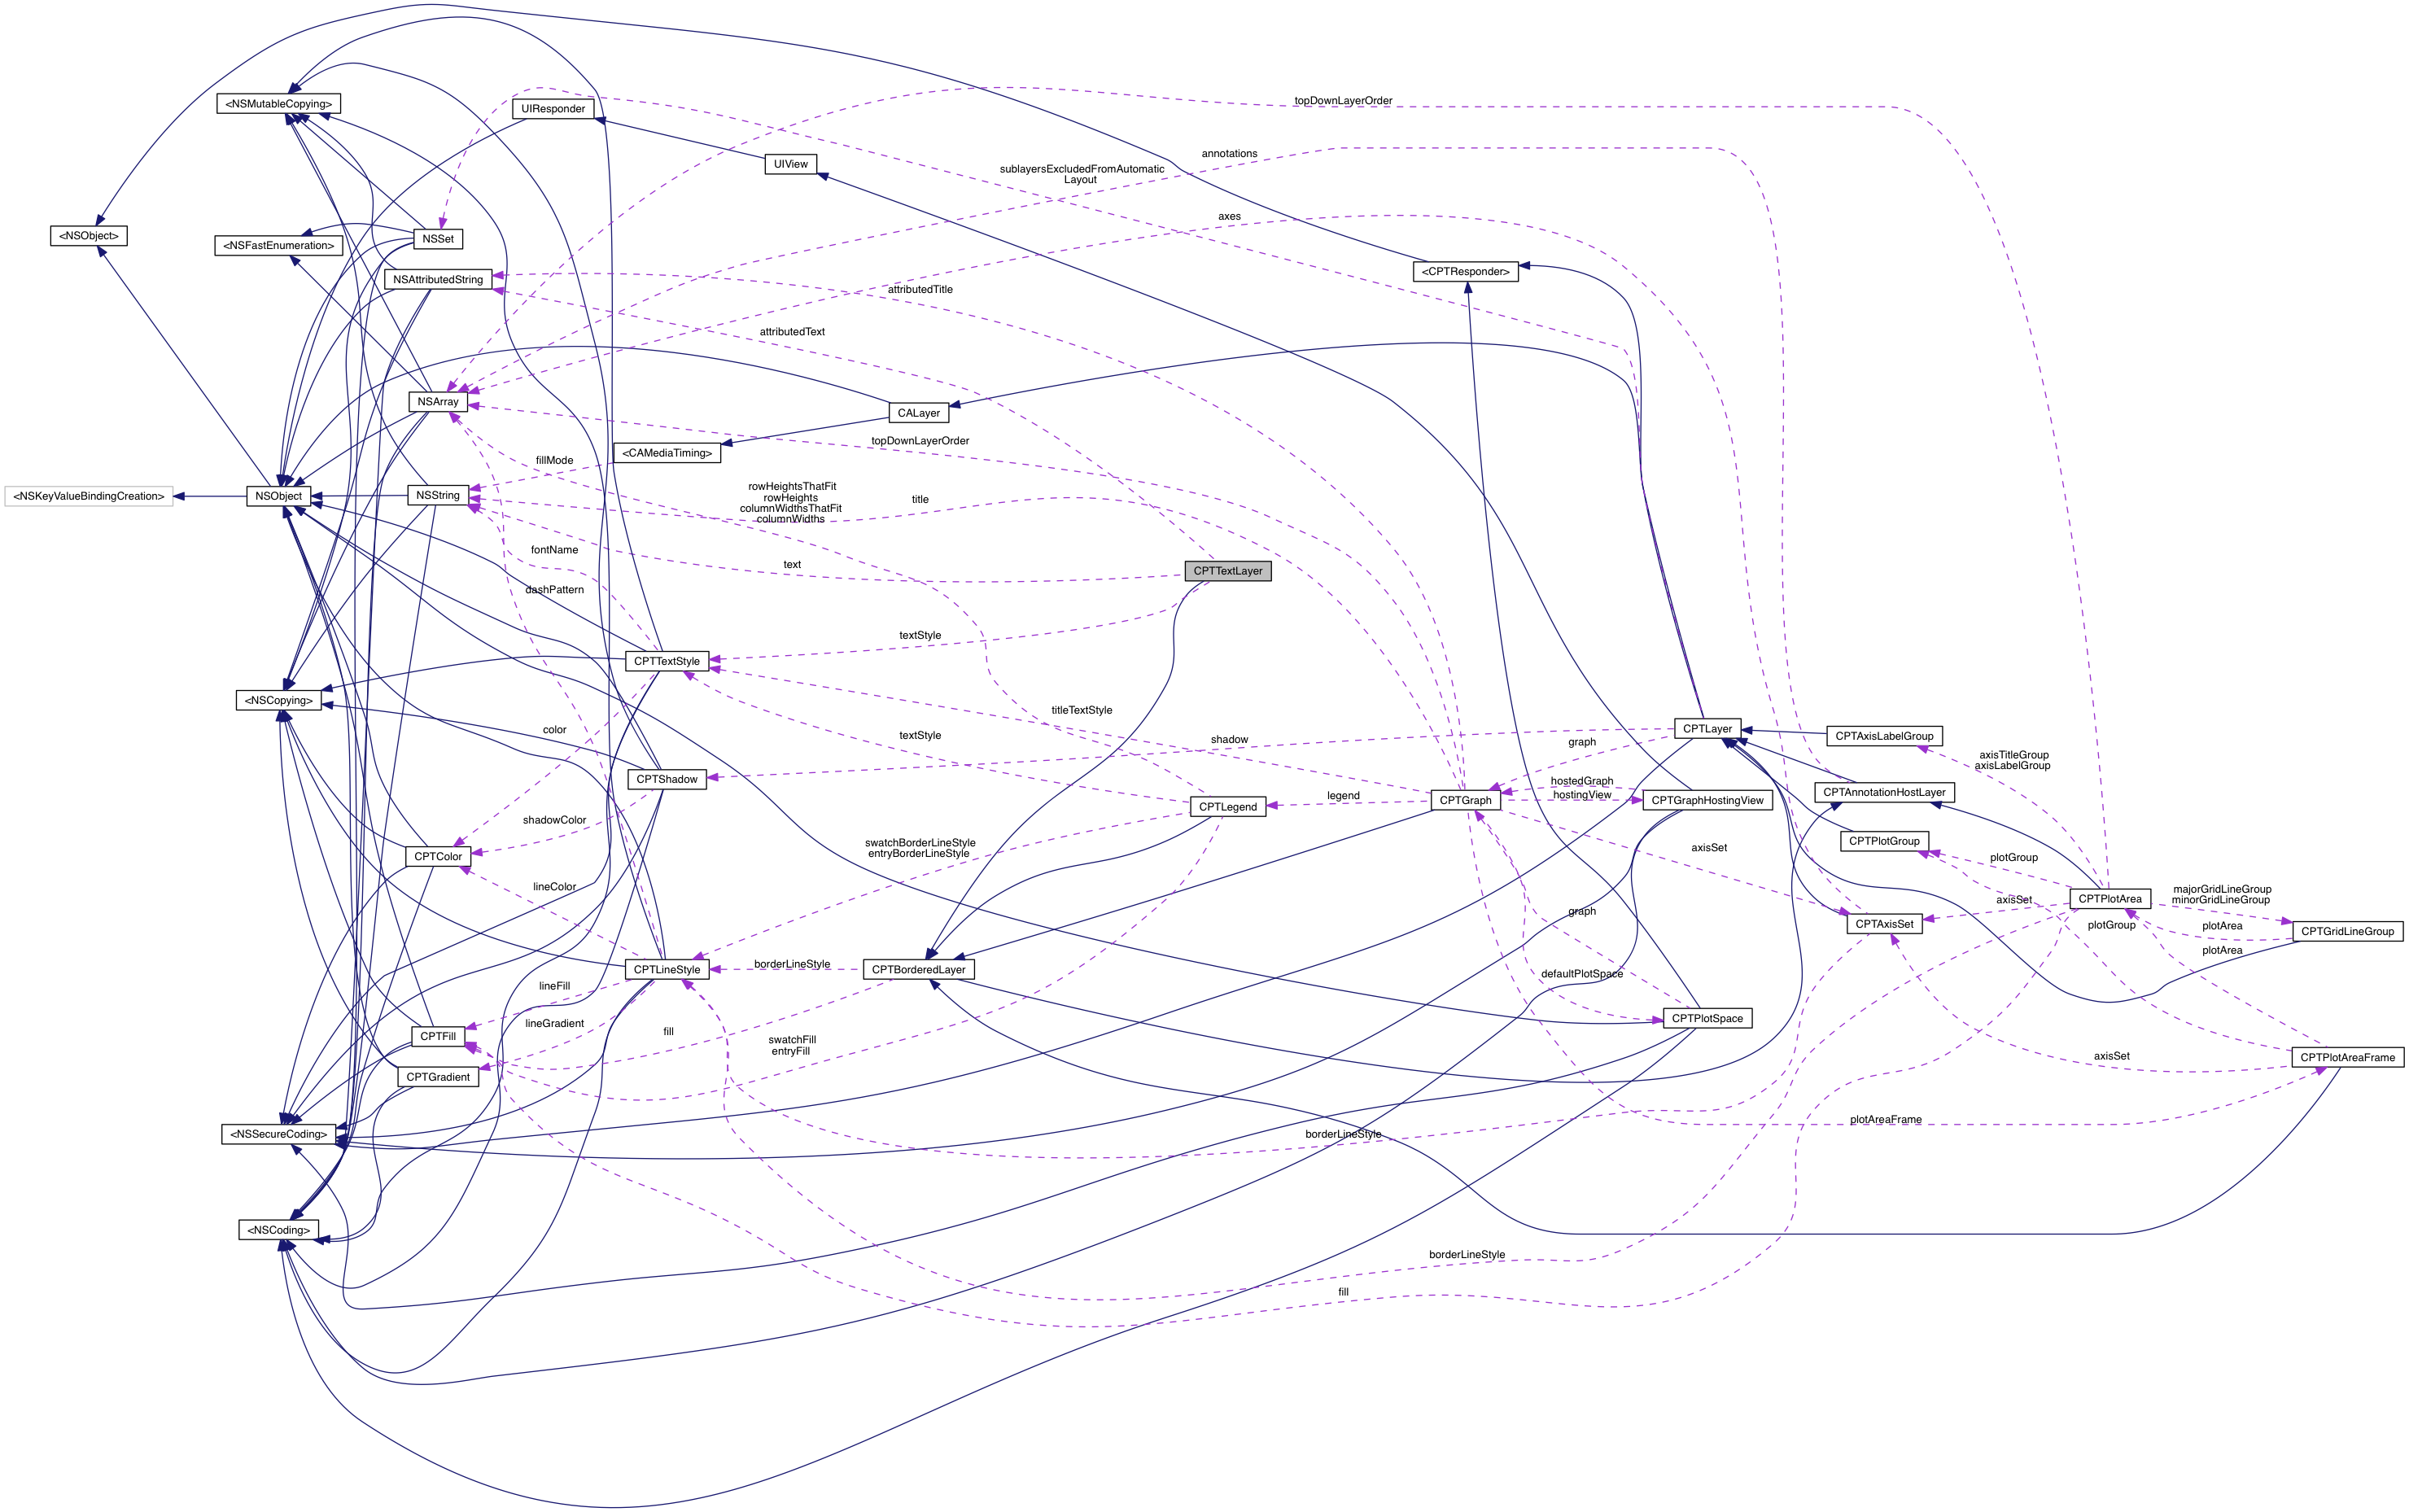 topDownLayerOrder
<NSMutableCopying>
UIResponder
annotations
UIView
sublayersExcludedFromAutomatic
Layout
axes
<NSObject>
<NSFastEnumeration>
NSSet
<CPTResponder>
NSAttributedString
attributedTitle
attributedText
NSArray
CALayer
topDownLayerOrder
<CAMediaTiming>
fillMode
<NSKeyValueBindingCreation>
NSObject
NSString
rowHeightsThatFit
rowHeights
columnWidthsThatFit
columnWidths
title
fontName
text
CPTTextLayer
dashPattern
textStyle
CPTTextStyle
<NSCopying>
titleTextStyle
color
textStyle
shadow
graph
CPTLayer
CPTAxisLabelGroup
axisTitleGroup
axisLabelGroup
CPTShadow
hostedGraph
hostingView
legend
CPTLegend
CPTGraph
CPTGraphHostingView
CPTAnnotationHostLayer
shadowColor
swatchBorderLineStyle
entryBorderLineStyle
axisSet
CPTPlotGroup
plotGroup
CPTColor
lineColor
CPTPlotArea
majorGridLineGroup
minorGridLineGroup
axisSet
graph
CPTAxisSet
plotGroup
plotArea
CPTGridLineGroup
plotArea
CPTLineStyle
borderLineStyle
CPTBorderedLayer
defaultPlotSpace
lineFill
lineGradient
fill
CPTPlotSpace
CPTFill
swatchFill
entryFill
axisSet
CPTPlotAreaFrame
CPTGradient
<NSSecureCoding>
borderLineStyle
plotAreaFrame
<NSCoding>
borderLineStyle
fill